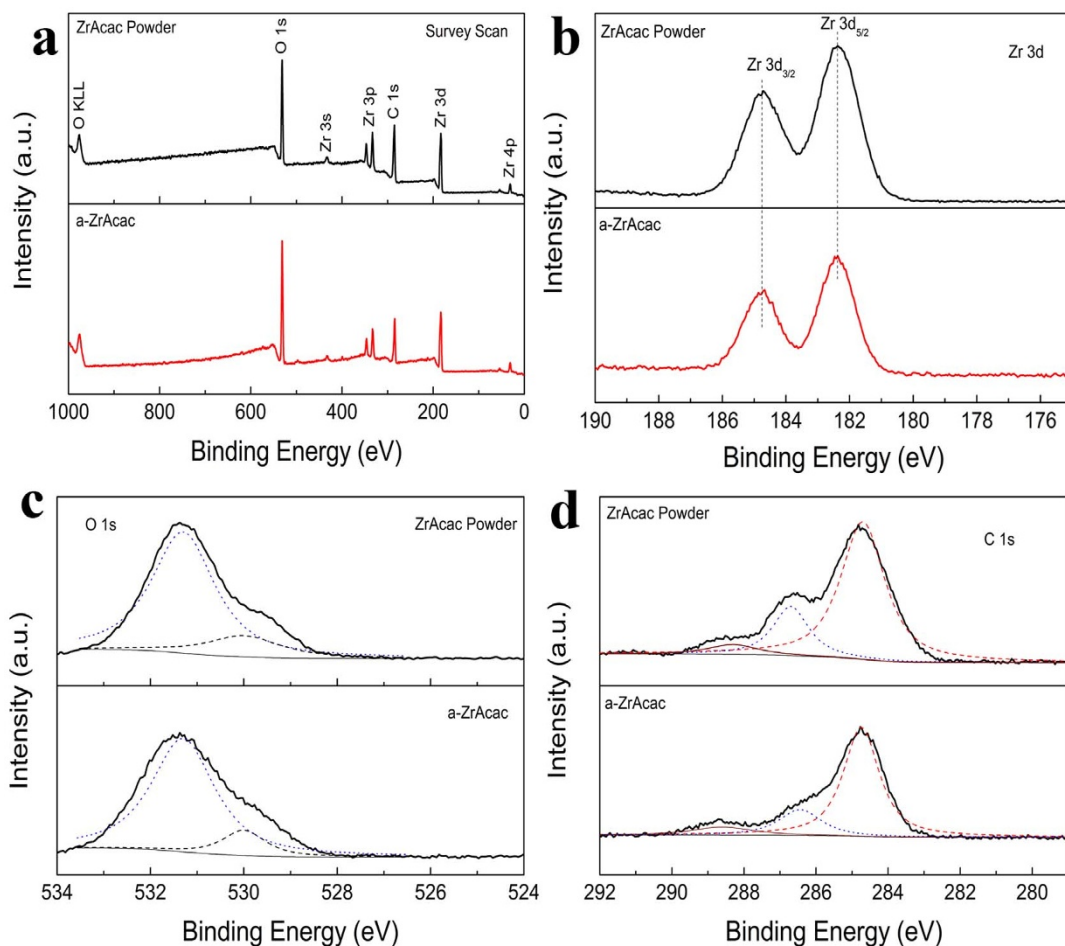 a
ZrAcac Powder
Survey Scan
O KLL
O 1s
Zr 3s
Zr 3p
C 1s
Zr 3d
Zr 4p
Intensity (a.u.)
a-ZrAcac
Intensity (a.u.)
1000 800 600 400 200 0
Binding Energy (eV)
b
ZrAcac Powder
Zr 3d3/2
Zr 3d5/2
Zr 3d
Intensity (a.u.)
a-ZrAcac
Intensity (a.u.)
190 188 186 184 182 180 178 176
Binding Energy (eV)
c
O 1s
ZrAcac Powder
Intensity (a.u.)
a-ZrAcac
Intensity (a.u.)
534 532 530 528 526 524
Binding Energy (eV)
d
ZrAcac Powder
C 1s
Intensity (a.u.)
a-ZrAcac
Intensity (a.u.)
292 290 288 286 284 282 280
Binding Energy (eV)